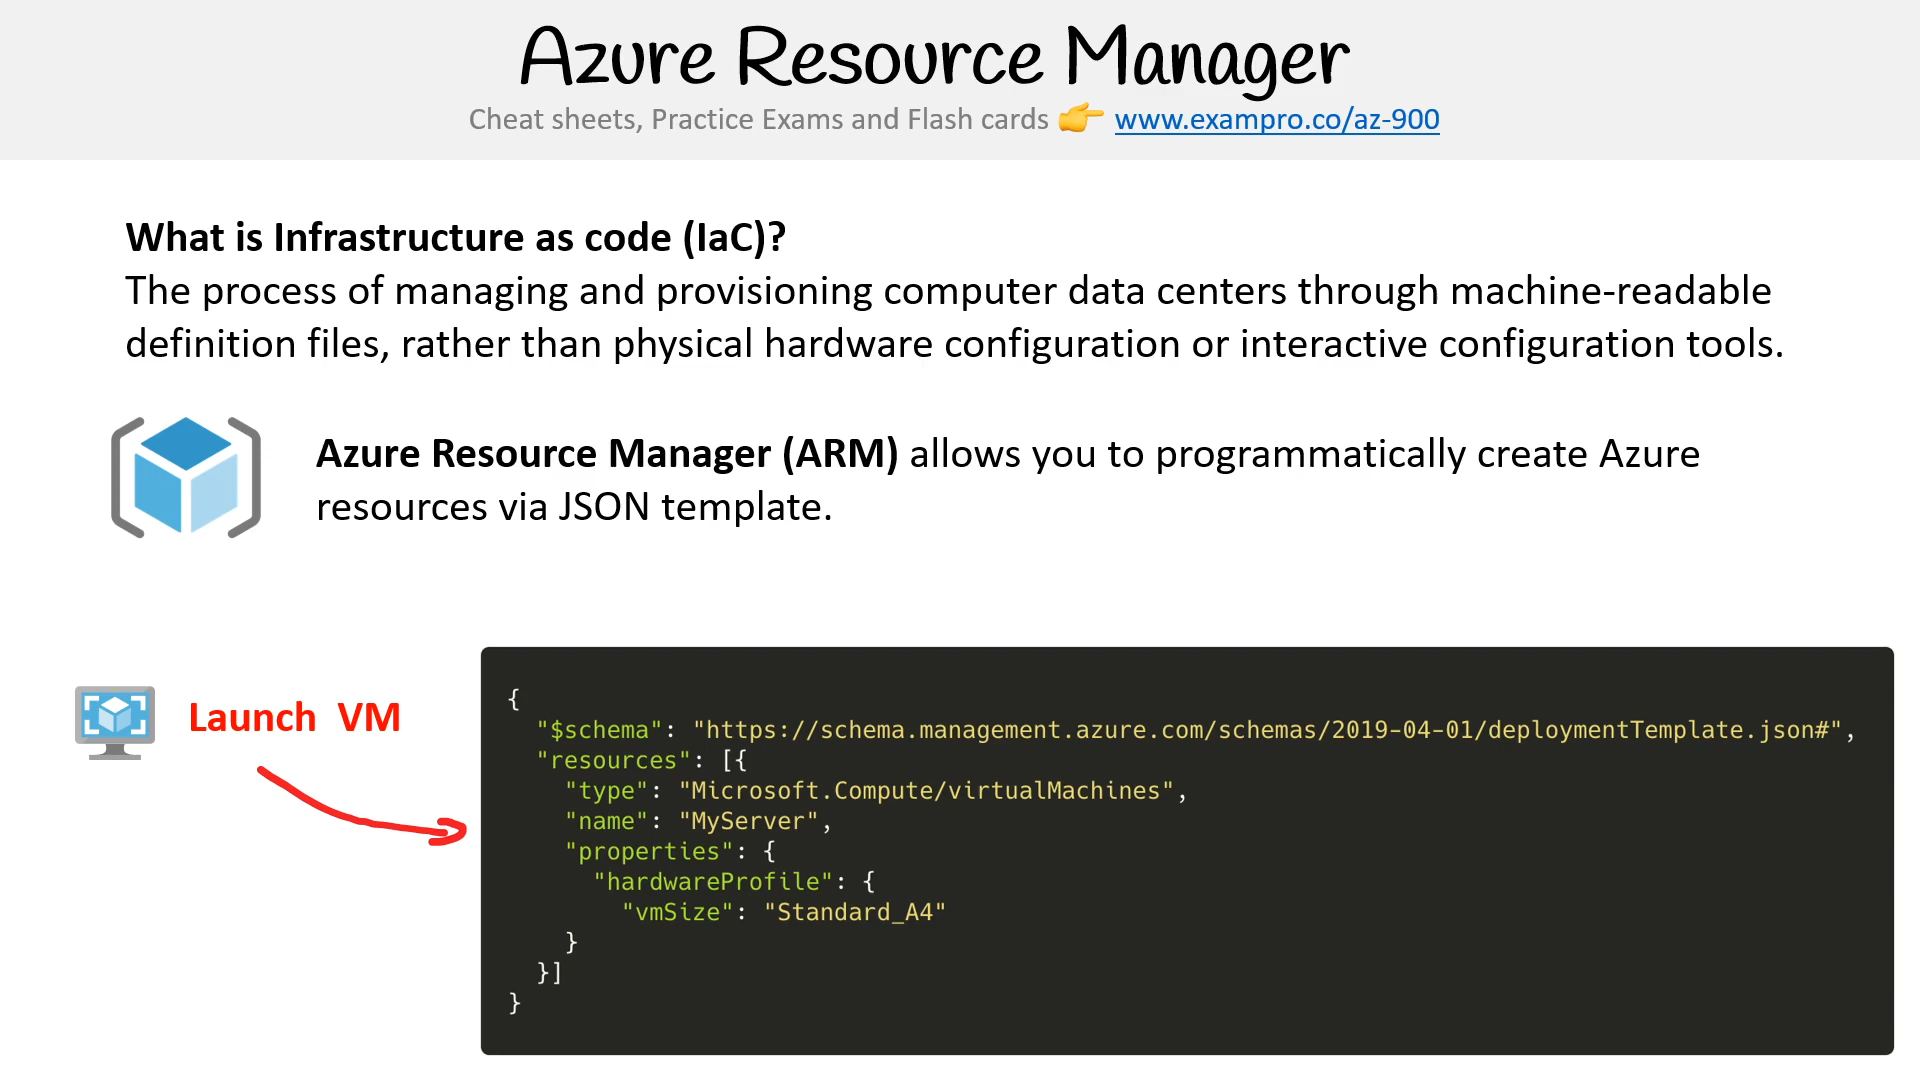 Azure Resource Manager
Cheat sheets, Practice Exams and Flash cards 👉 www.exampro.co/az-900
What is Infrastructure as code (IaC)?
The process of managing and provisioning computer data centers through machine-readable
definition files, rather than physical hardware configuration or interactive configuration tools.
Azure Resource Manager (ARM) allows you to programmatically create Azure
resources via JSON template.
Launch VM
{
  "$schema": "https://schema.management.azure.com/schemas/2019-04-01/deploymentTemplate.json#",
  "resources": [{
    "type": "Microsoft.Compute/virtualMachines",
    "name": "MyServer",
    "properties": {
      "hardwareProfile": {
        "vmSize": "Standard_A4"
    }
  }]
}